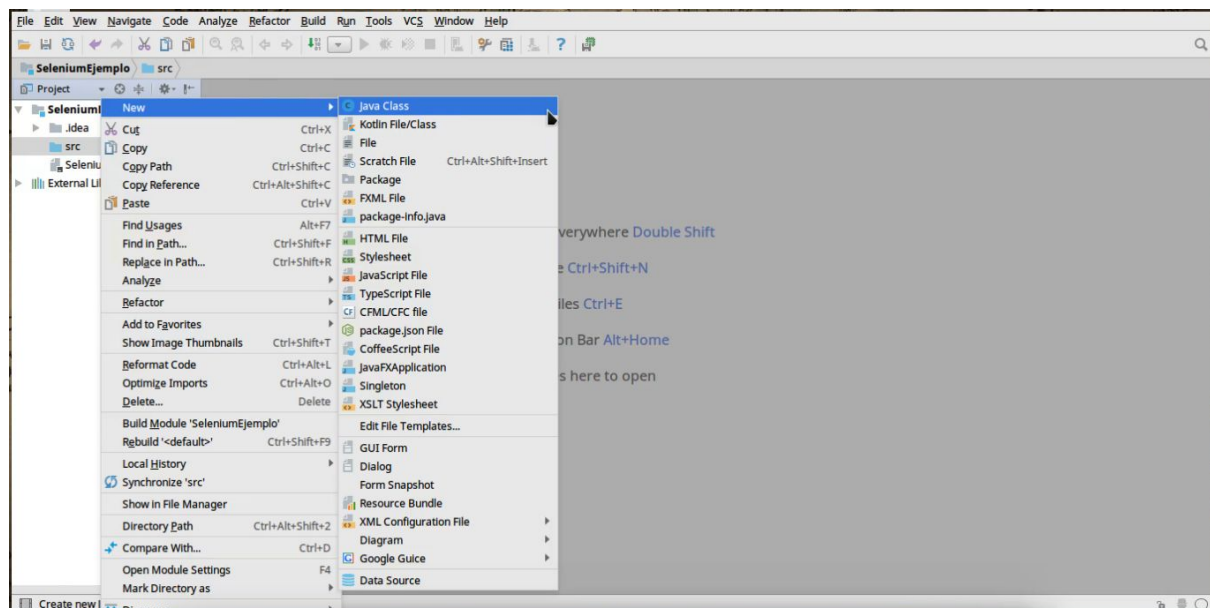 File Edit View Navigate Code Analyze Refactor Build Run Tools VCS Window Help
SeleniumEjemplo src
Project
SeleniumE
.idea
src
Seleniu
External Lib
New
Cut Ctrl+X
Copy Ctrl+C
Copy Path Ctrl+Shift+C
Copy Reference Ctrl+Alt+Shift+C
Paste Ctrl+V
Find Usages Alt+F7
Find in Path... Ctrl+Shift+F
Replace in Path... Ctrl+Shift+R
Analyze
Refactor
Add to Favorites
Show Image Thumbnails Ctrl+Shift+T
Reformat Code Ctrl+Alt+L
Optimize Imports Ctrl+Alt+O
Delete... Delete
Build Module 'SeleniumEjemplo'
Rebuild '<default>' Ctrl+Shift+F9
Local History
Synchronize 'src'
Show in File Manager
Directory Path Ctrl+Alt+Shift+2
Compare With... Ctrl+D
Open Module Settings F4
Mark Directory as
Java Class
Kotlin File/Class
File
Scratch File Ctrl+Alt+Shift+Insert
Package
FXML File
package-info.java
HTML File
Stylesheet
JavaScript File
TypeScript File
CFML/CFC file
package.json File
CoffeeScript File
JavaFXApplication
Singleton
XSLT Stylesheet
Edit File Templates...
GUI Form
Dialog
Form Snapshot
Resource Bundle
XML Configuration File
Diagram
Google Guice
Data Source
verywhere Double Shift
e Ctrl+Shift+N
iles Ctrl+E
on Bar Alt+Home
s here to open
Create new